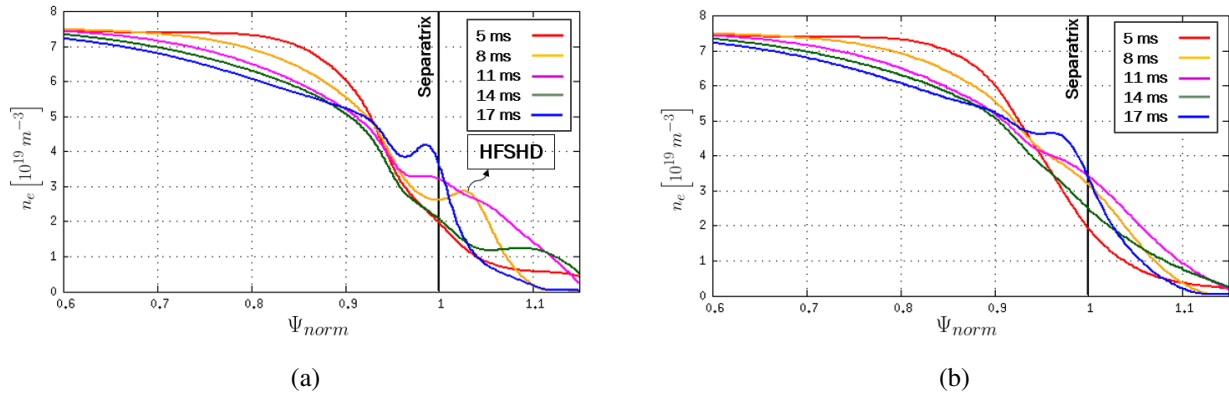 8
7
6
5
4
3
2
1
0
n_e [10^19 m^-3]
0.6
0.7
0.8
0.9
1
1.1
Ψ_norm
Separatrix
5 ms
8 ms
11 ms
14 ms
17 ms
HFSHD
(a)
8
7
6
5
4
3
2
1
0
n_e [10^19 m^-3]
0.6
0.7
0.8
0.9
1
1.1
Ψ_norm
Separatrix
5 ms
8 ms
11 ms
14 ms
17 ms
(b)